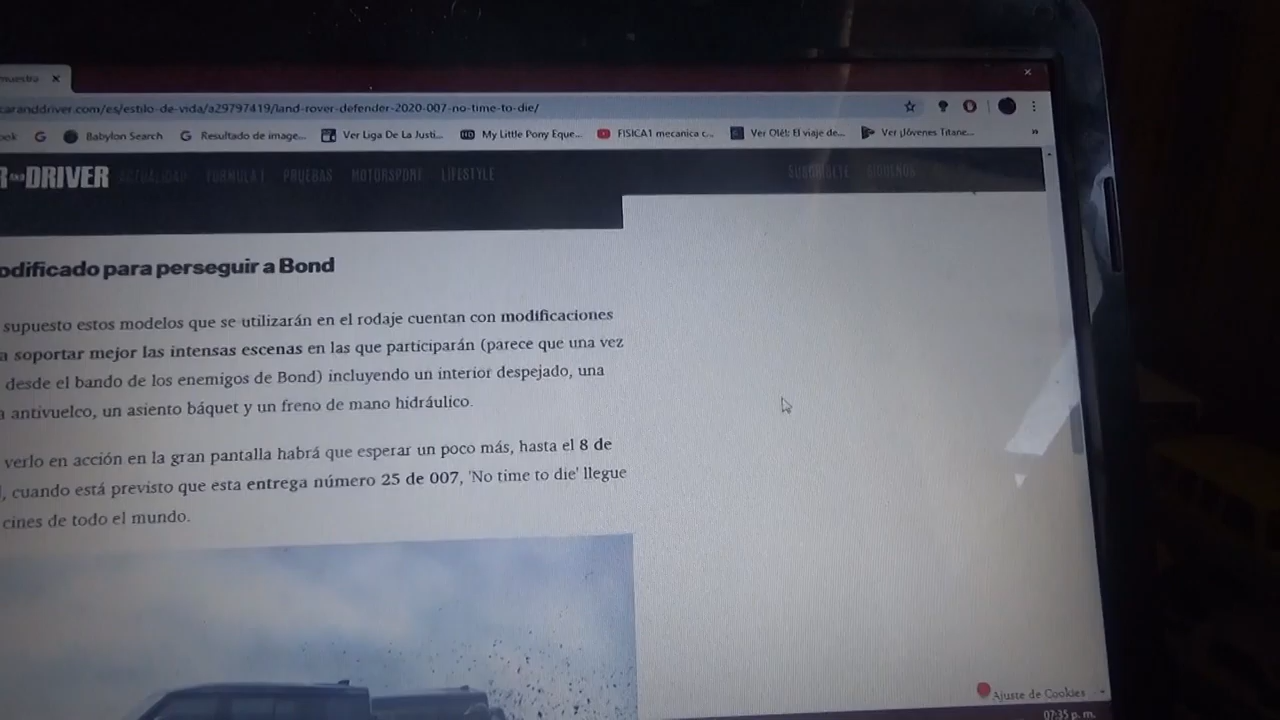 muestra
caranddriver.com/es/estilo-de-vida/a29797419/land-rover-defender-2020-007-no-time-to-die/
ook Babylon Search Resultado de image... Ver Liga De La Justi... My Little Pony Eque... FISICA1 mecanica c... Ver Olé!: El viaje de... Ver ¡Jóvenes Titane... »
R AND DRIVER ACTUALIDAD FORMULA 1 PRUEBAS MOTORSPORT LIFESTYLE SUSCRÍBETE SÍGUENOS
odificado para perseguir a Bond
supuesto estos modelos que se utilizarán en el rodaje cuentan con modificaciones
a soportar mejor las intensas escenas en las que participarán (parece que una vez
desde el bando de los enemigos de Bond) incluyendo un interior despejado, una
a antivuelco, un asiento báquet y un freno de mano hidráulico.
verlo en acción en la gran pantalla habrá que esperar un poco más, hasta el 8 de
l, cuando está previsto que esta entrega número 25 de 007, 'No time to die' llegue
cines de todo el mundo.
Ajuste de Cookies
07:35 p. m.